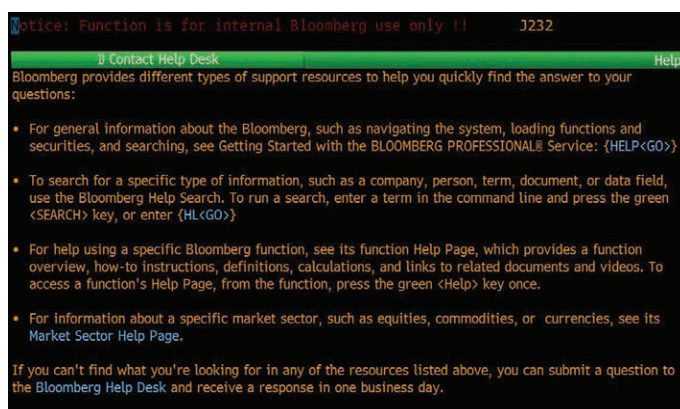 Notice: Function is for internal Bloomberg use only !! J232
1) Contact Help Desk Help
Bloomberg provides different types of support resources to help you quickly find the answer to your
questions:
• For general information about the Bloomberg, such as navigating the system, loading functions and
securities, and searching, see Getting Started with the BLOOMBERG PROFESSIONAL® Service: {HELP<GO>}
• To search for a specific type of information, such as a company, person, term, document, or data field,
use the Bloomberg Help Search. To run a search, enter a term in the command line and press the green
<SEARCH> key, or enter {HL<GO>}
• For help using a specific Bloomberg function, see its function Help Page, which provides a function
overview, how-to instructions, definitions, calculations, and links to related documents and videos. To
access a function's Help Page, from the function, press the green <Help> key once.
• For information about a specific market sector, such as equities, commodities, or currencies, see its
Market Sector Help Page.
If you can't find what you're looking for in any of the resources listed above, you can submit a question to
the Bloomberg Help Desk and receive a response in one business day.